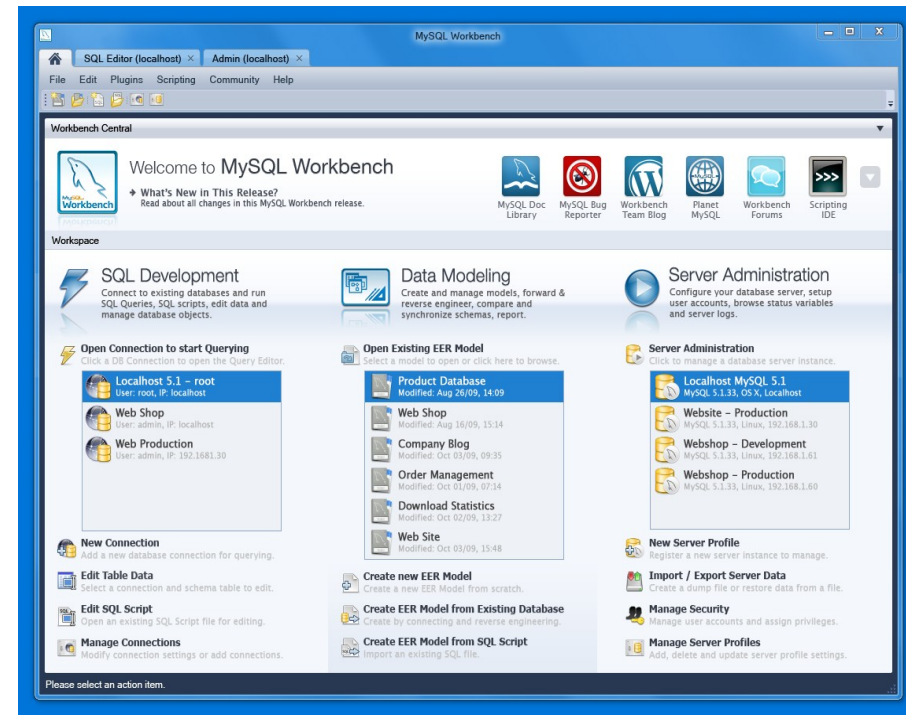 MySQL Workbench
SQL Editor (localhost) ×
Admin (localhost) ×
File Edit Plugins Scripting Community Help
Workbench Central
MySQL
Workbench
Welcome to MySQL Workbench
What's New in This Release?
Read about all changes in this MySQL Workbench release.
MySQL Doc
Library
MySQL Bug
Reporter
Workbench
Team Blog
Planet
MySQL
Workbench
Forums
>>>
Scripting
IDE
Workspace
SQL Development
Connect to existing databases and run
SQL Queries, SQL scripts, edit data and
manage database objects.
Open Connection to start Querying
Click a DB Connection to open the Query Editor.
Localhost 5.1 – root
User: root, IP: localhost
Web Shop
User: admin, IP: localhost
Web Production
User: admin, IP: 192.1681.30
New Connection
Add a new database connection for querying.
Edit Table Data
Select a connection and schema table to edit.
Edit SQL Script
Open an existing SQL Script file for editing.
Manage Connections
Modify connection settings or add connections.
Data Modeling
Create and manage models, forward &
reverse engineer, compare and
synchronize schemas, report.
Open Existing EER Model
Select a model to open or click here to browse.
Product Database
Modified: Aug 26/09, 14:09
Web Shop
Modified: Aug 16/09, 15:14
Company Blog
Modified: Oct 03/09, 09:35
Order Management
Modified: Oct 01/09, 07:14
Download Statistics
Modified: Oct 02/09, 13:27
Web Site
Modified: Oct 03/09, 15:48
Create new EER Model
Create a new EER Model from scratch.
Create EER Model from Existing Database
Create by connecting and reverse engineering.
Create EER Model from SQL Script
Import an existing SQL file.
Server Administration
Configure your database server, setup
user accounts, browse status variables
and server logs.
Server Administration
Click to manage a database server instance.
Localhost MySQL 5.1
MySQL 5.1.33, OS X, Localhost
Website – Production
MySQL 5.1.33, Linux, 192.168.1.30
Webshop – Development
MySQL 5.1.33, Linux, 192.168.1.61
Webshop – Production
MySQL 5.1.33, Linux, 192.168.1.60
New Server Profile
Register a new server instance to manage.
Import / Export Server Data
Create a dump file or restore data from a file.
Manage Security
Manage user accounts and assign privileges.
Manage Server Profiles
Add, delete and update server profile settings.
Please select an action item.